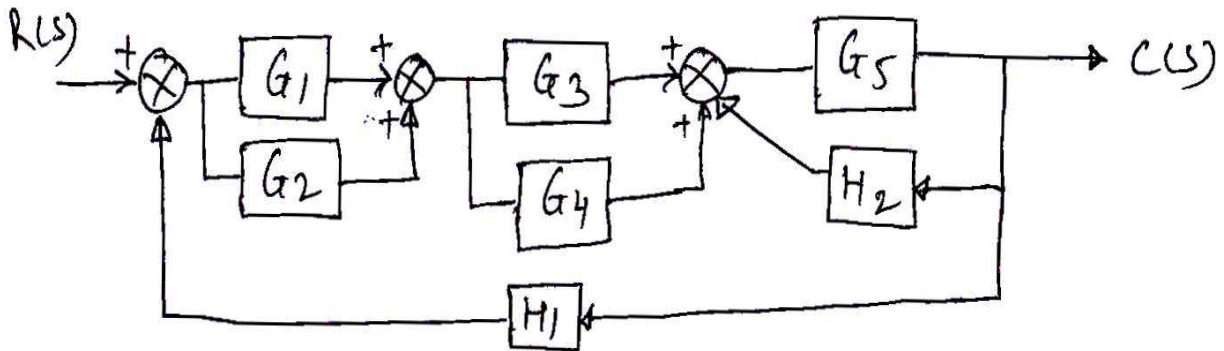 R(S)
+ + +
G1 G3 G5 C(S)
+ +
G2 G4 H2
H1